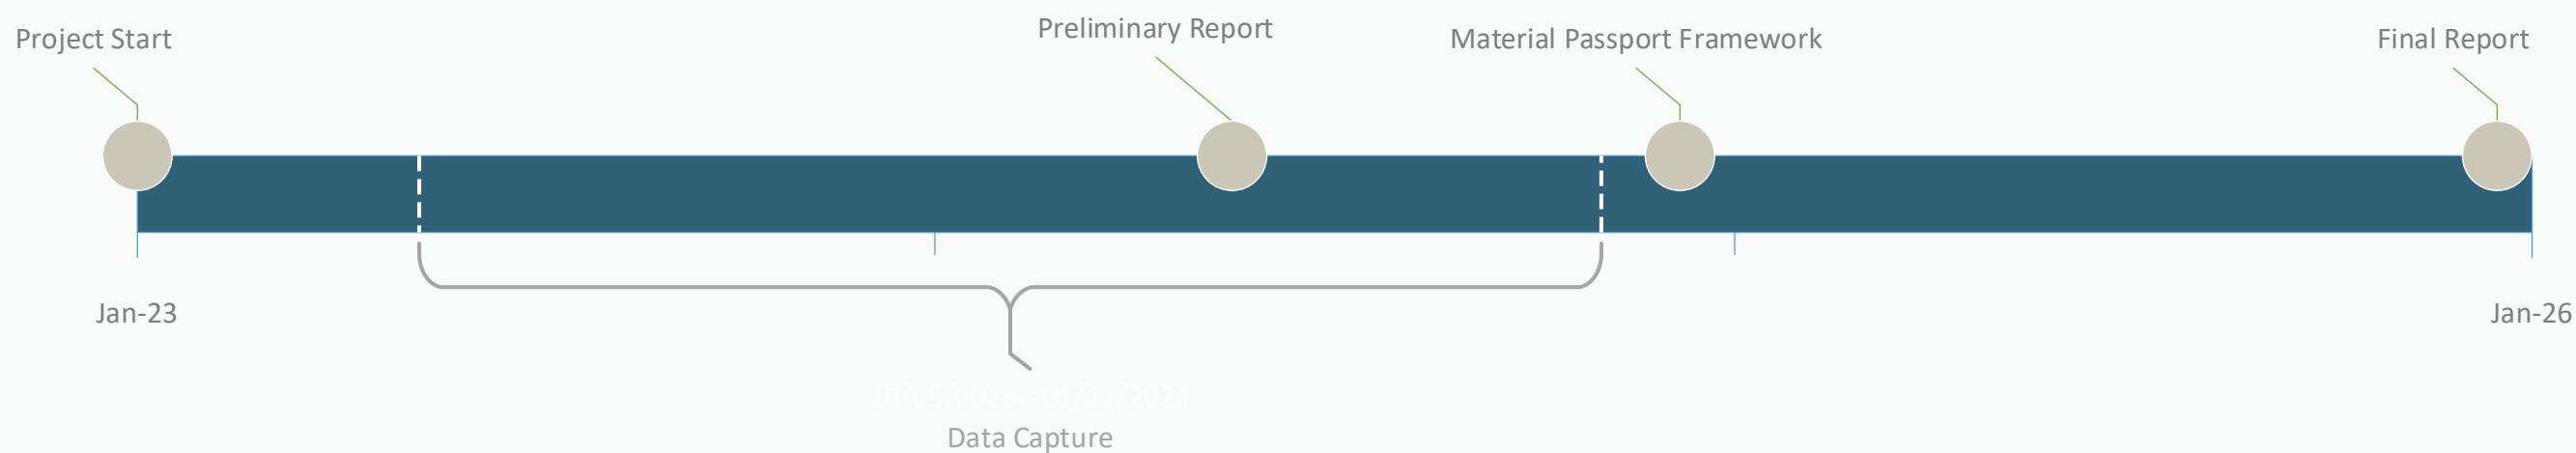 Project Start
Preliminary Report
Material Passport Framework
Final Report
Jan-23
Jan-26
10/05/2023 - 01/11/2024
Data Capture